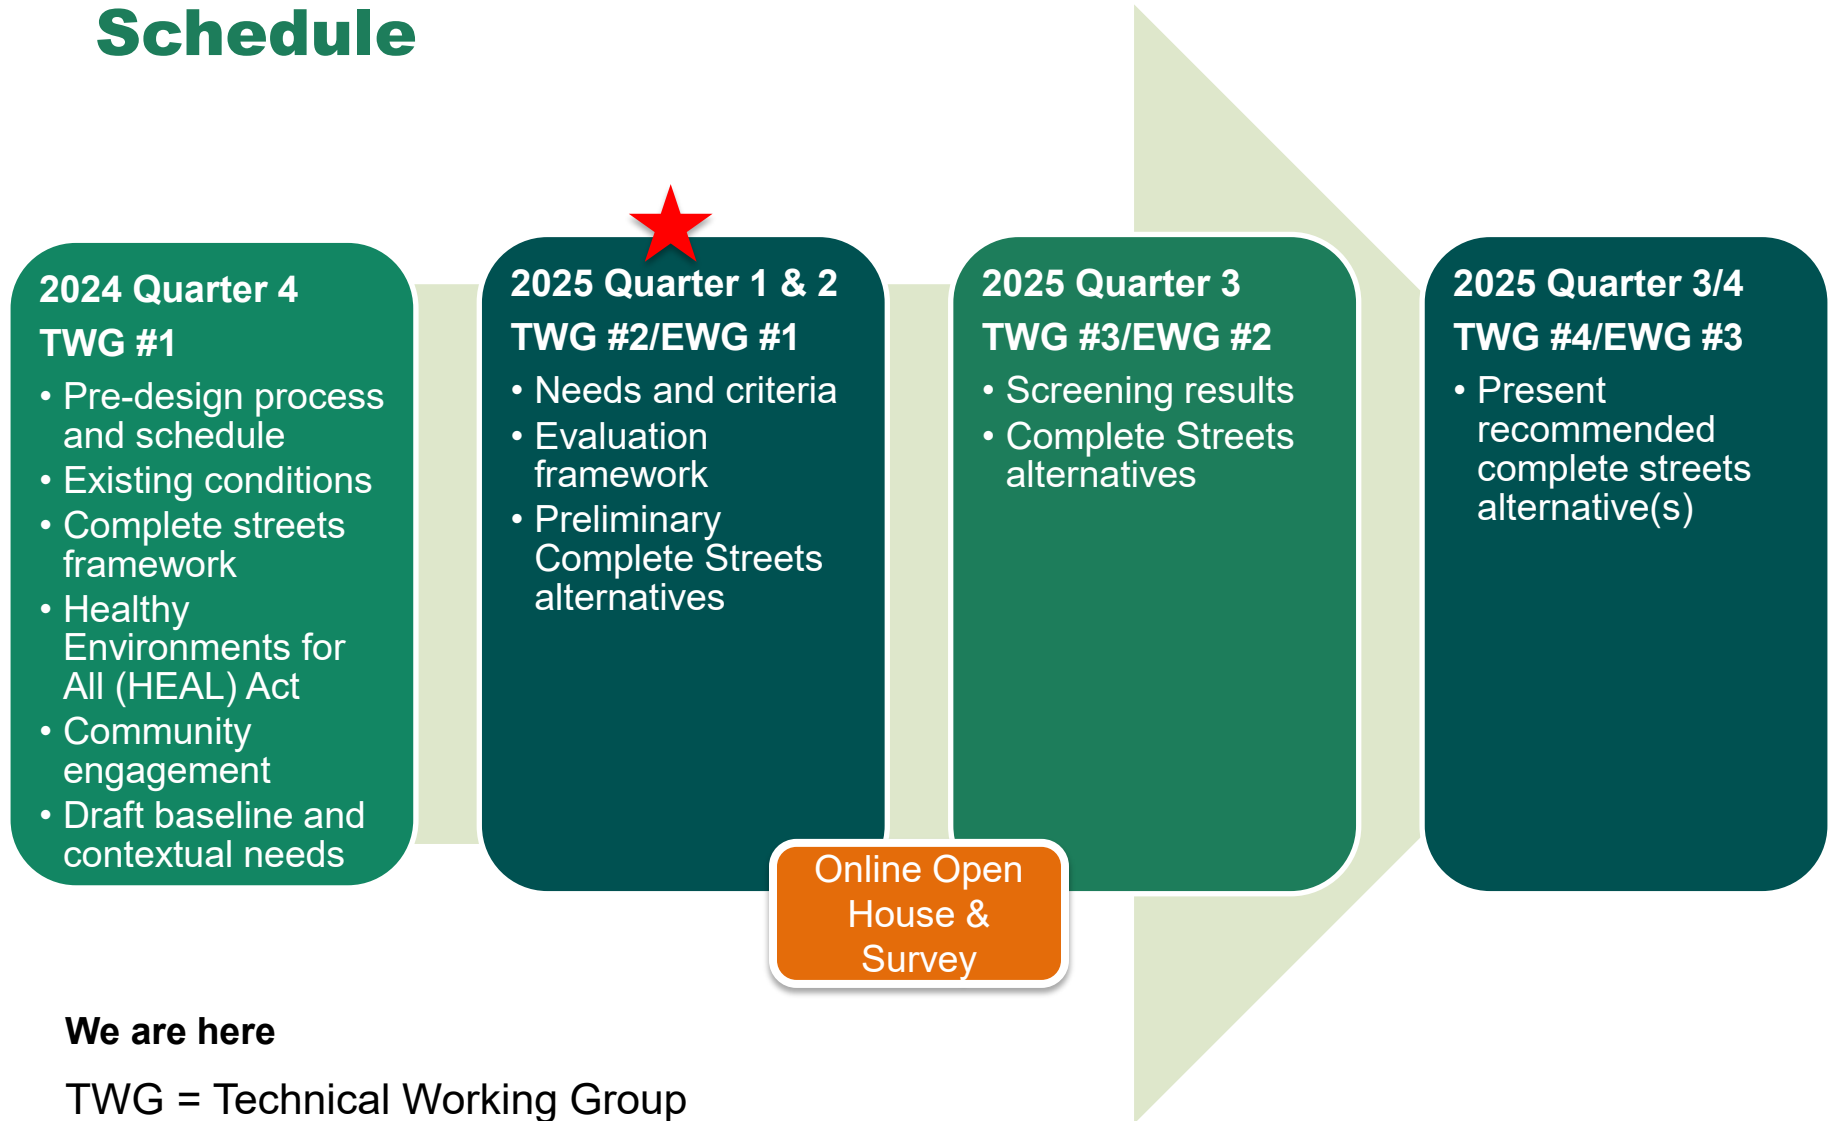 Schedule
2024 Quarter 4
TWG #1
• Pre-design process
and schedule
• Existing conditions
• Complete streets
framework
• Healthy
Environments for
All (HEAL) Act
• Community
engagement
• Draft baseline and
contextual needs
2025 Quarter 1 & 2
TWG #2/EWG #1
• Needs and criteria
• Evaluation
framework
• Preliminary
Complete Streets
alternatives
2025 Quarter 3
TWG #3/EWG #2
• Screening results
• Complete Streets
alternatives
2025 Quarter 3/4
TWG #4/EWG #3
• Present
recommended
complete streets
alternative(s)
Online Open
House &
Survey
We are here
TWG = Technical Working Group